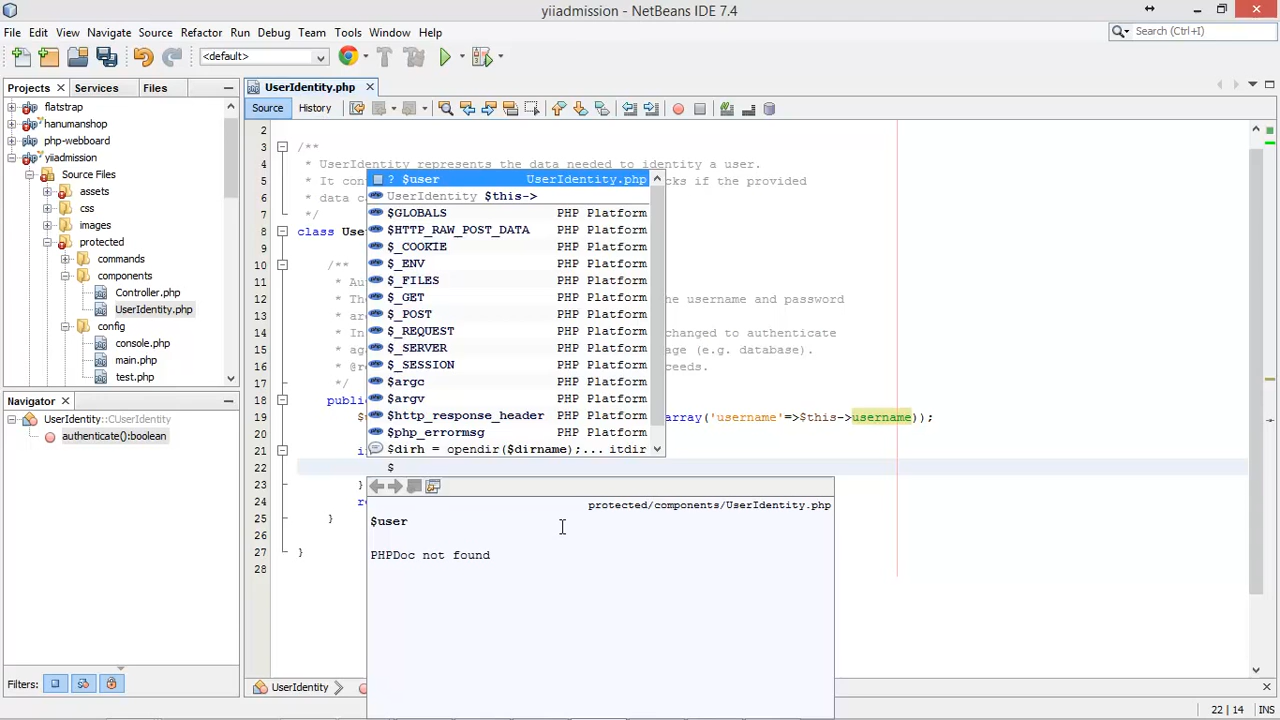 yiiadmission - NetBeans IDE 7.4
File Edit View Navigate Source Refactor Run Debug Team Tools Window Help
Search (Ctrl+I)
<default>
Projects Services Files
UserIdentity.php
Source History
flatstrap
hanumanshop
php-webboard
yiiadmission
Source Files
assets
css
images
protected
commands
components
Controller.php
UserIdentity.php
config
console.php
main.php
test.php
Navigator
UserIdentity::CUserIdentity
authenticate():boolean
Filters:
2
3 /**
4 * UserIdentity represents the data needed to identity a user.
5 * It con cks if the provided
6 * data c
7 */
8 class Use
9
10 /**
11 * Au
12 * Th he username and password
13 * ar
14 * In changed to authenticate
15 * aga age (e.g. database).
16 * @re eeds.
17 */
18 publi
19 $ array('username'=>$this->username));
20
21 i
22 $
23 }
24 re
25 }
26
27 }
28
? $user UserIdentity.php
UserIdentity $this->
$GLOBALS PHP Platform
$HTTP_RAW_POST_DATA PHP Platform
$_COOKIE PHP Platform
$_ENV PHP Platform
$_FILES PHP Platform
$_GET PHP Platform
$_POST PHP Platform
$_REQUEST PHP Platform
$_SERVER PHP Platform
$_SESSION PHP Platform
$argc PHP Platform
$argv PHP Platform
$http_response_header PHP Platform
$php_errormsg PHP Platform
$dirh = opendir($dirname);... itdir
protected/components/UserIdentity.php
$user
PHPDoc not found
UserIdentity
22 | 14 INS